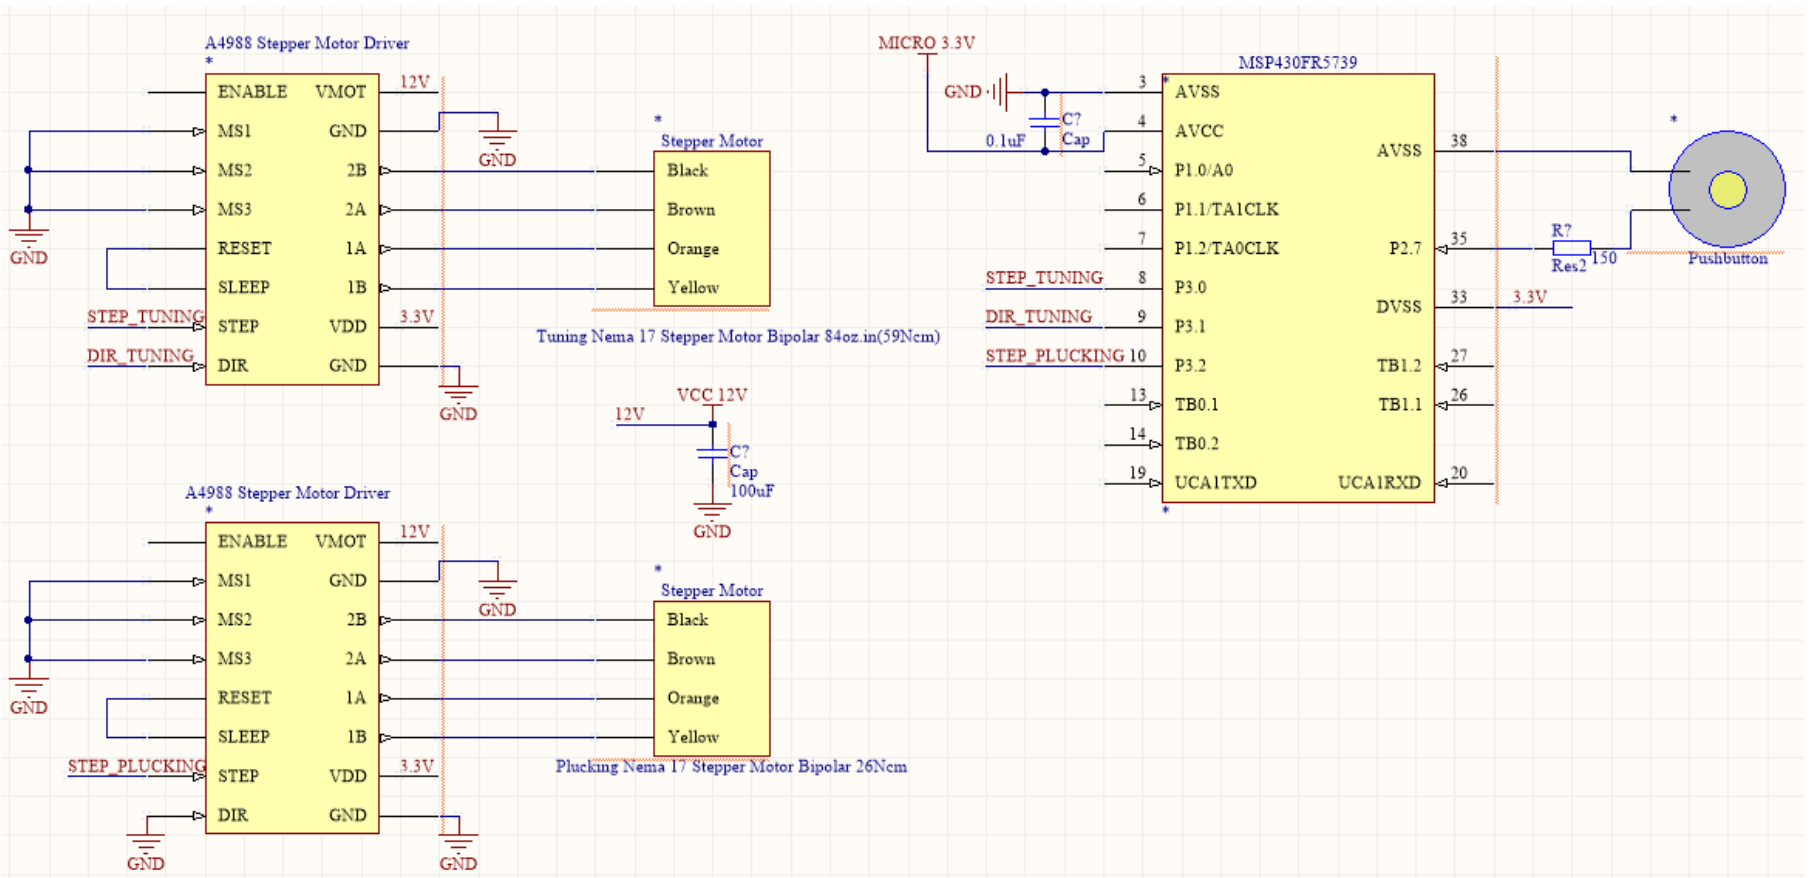 A4988 Stepper Motor Driver
*
ENABLE VMOT 12V
MS1 GND
GND
MS2 2B
MS3 2A
GND
RESET 1A
SLEEP 1B
STEP_TUNING STEP VDD 3.3V
DIR_TUNING DIR GND
GND
*
Stepper Motor
Black
Brown
Orange
Yellow
Tuning Nema 17 Stepper Motor Bipolar 84oz.in(59Ncm)
VCC 12V
12V
C?
Cap
100uF
GND
A4988 Stepper Motor Driver
*
ENABLE VMOT 12V
MS1 GND
GND
MS2 2B
MS3 2A
GND
RESET 1A
SLEEP 1B
STEP_PLUCKING STEP VDD 3.3V
DIR GND
GND GND
*
Stepper Motor
Black
Brown
Orange
Yellow
Plucking Nema 17 Stepper Motor Bipolar 26Ncm
MICRO 3.3V
GND
C?
0.1uF Cap
MSP430FR5739
*
3 AVSS
4 AVCC
AVSS 38
5 P1.0/A0
6 P1.1/TA1CLK
7 P1.2/TA0CLK P2.7 35
STEP_TUNING 8 P3.0
DVSS 33 3.3V
DIR_TUNING 9 P3.1
STEP_PLUCKING 10 P3.2 TB1.2 27
13 TB0.1 TB1.1 26
14 TB0.2
19 UCA1TXD UCA1RXD 20
*
*
R?
Res2 150
Pushbutton